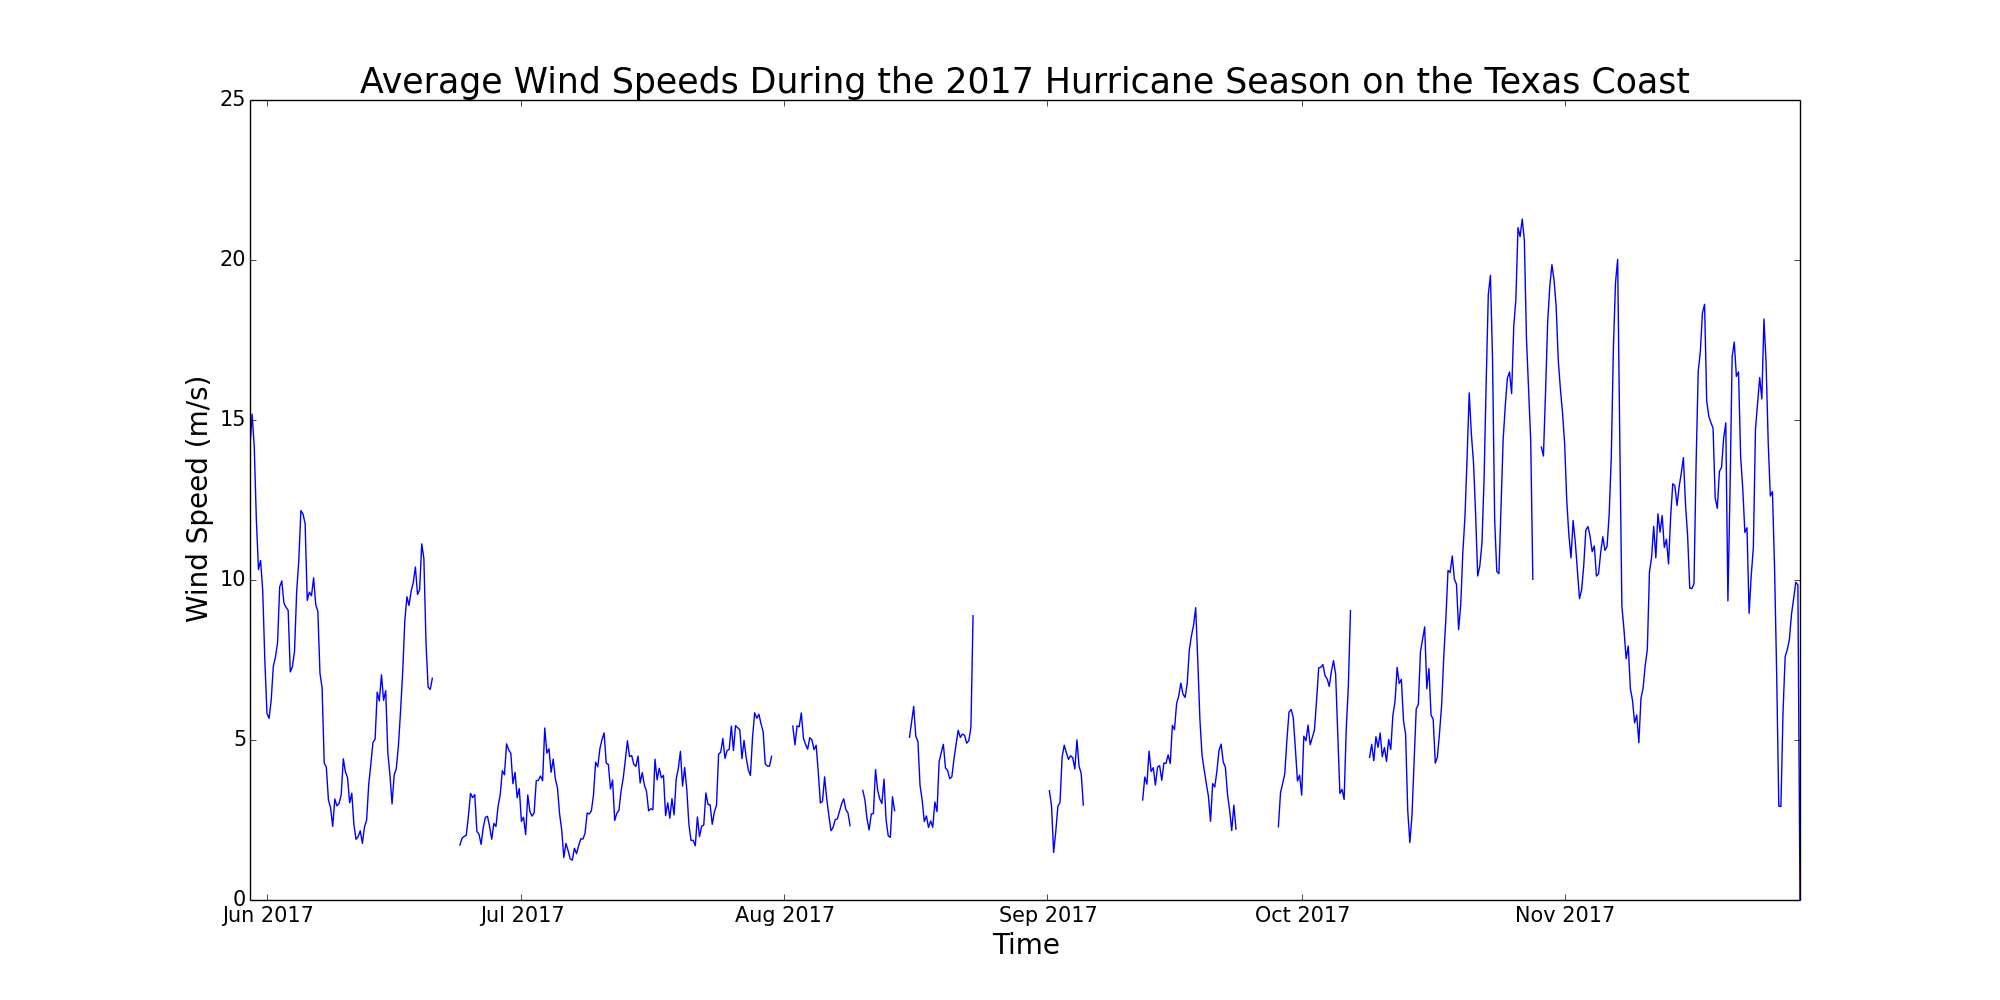 Average Wind Speeds During the 2017 Hurricane Season on the Texas Coast
25
20
15
10
5
0
Wind Speed (m/s)
Jun 2017 Jul 2017 Aug 2017 Sep 2017 Oct 2017 Nov 2017
Time